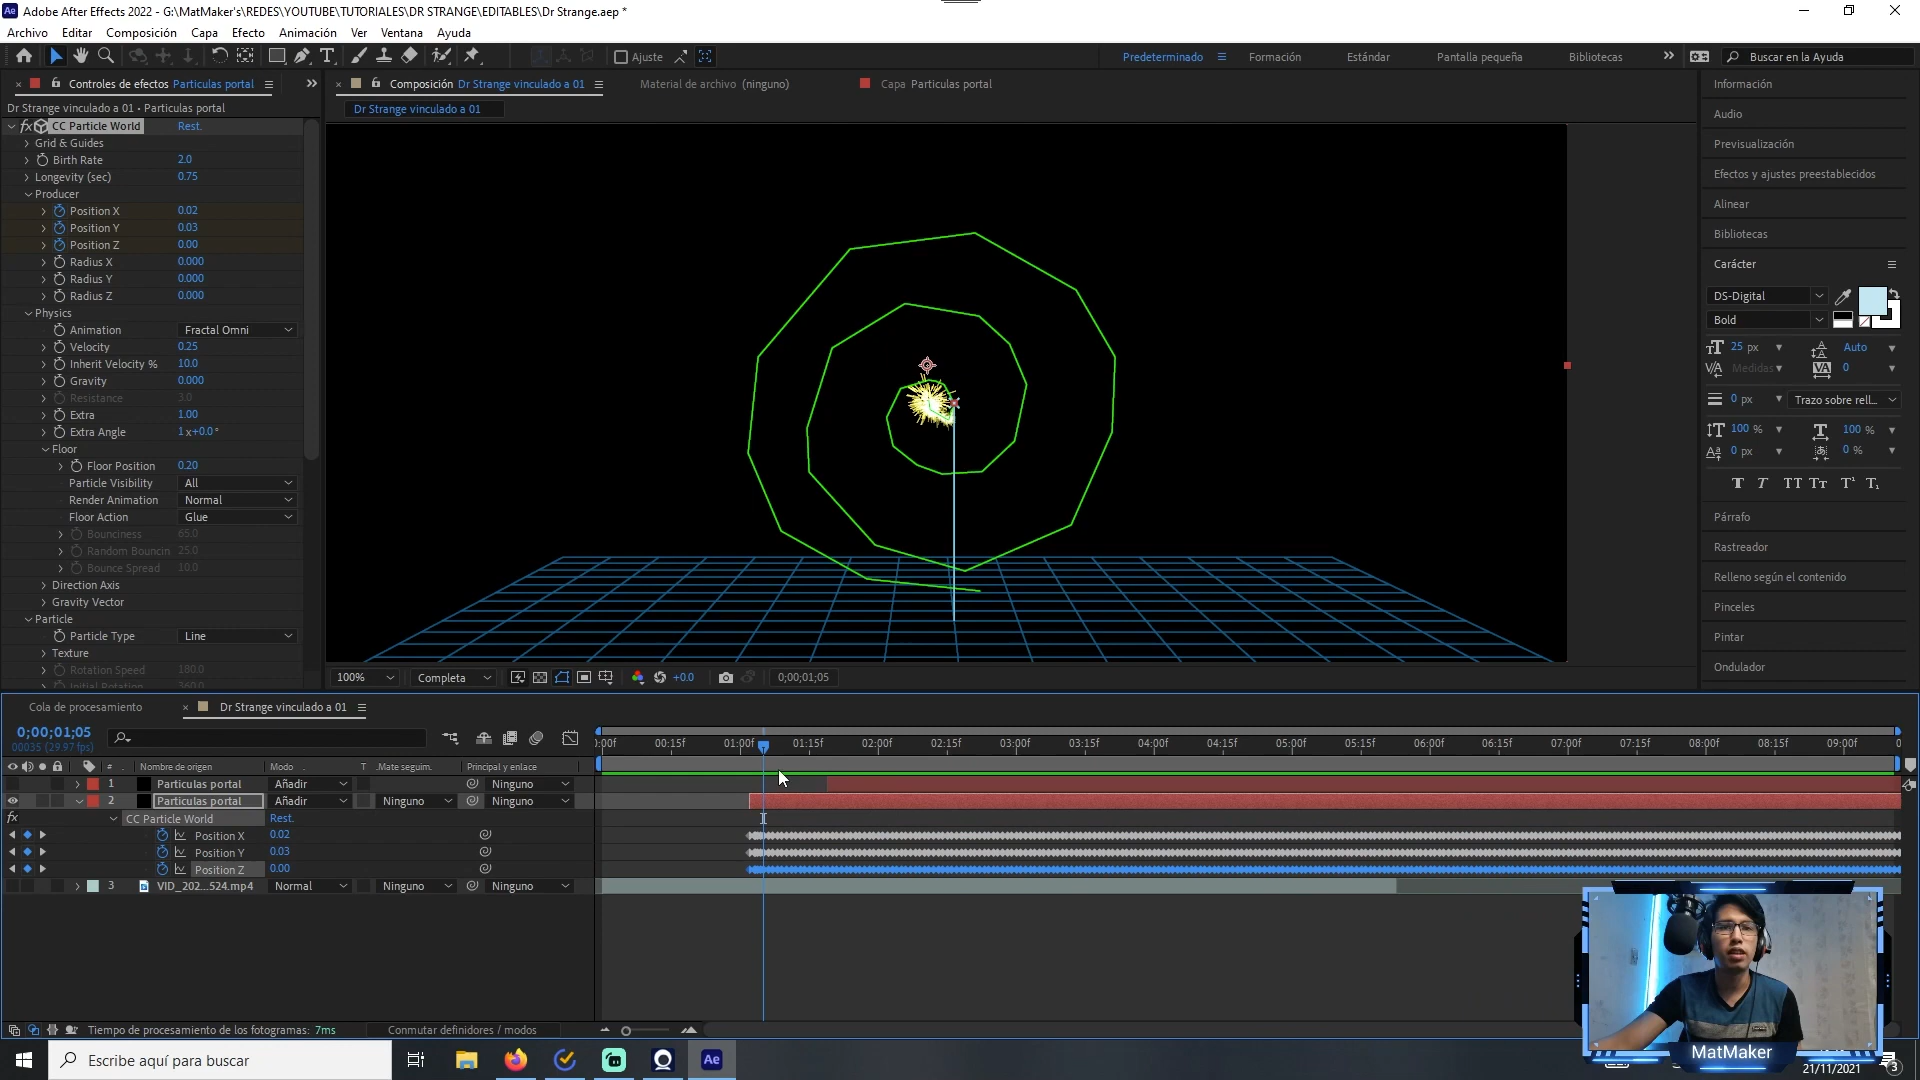 Adobe After Effects 2022 - G:\MatMaker's\REDES\YOUTUBE\TUTORIALES\DR STRANGE\EDITABLES\Dr Strange.aep *
Archivo Editar Composición Capa Efecto Animación Ver Ventana Ayuda
Ajuste Predeterminado Formación Estándar Pantalla pequeña Bibliotecas Buscar en la Ayuda
Controles de efectos Particulas portal
Composición Dr Strange vinculado a 01
Material de archivo (ninguno)
Capa Particulas portal
Dr Strange vinculado a 01 • Particulas portal
Dr Strange vinculado a 01
fx CC Particle World Rest.
Grid & Guides
Birth Rate 2.0
Longevity (sec) 0.75
Producer
Position X 0.02
Position Y 0.03
Position Z 0.00
Radius X 0.000
Radius Y 0.000
Radius Z 0.000
Physics
Animation Fractal Omni
Velocity 0.25
Inherit Velocity % 10.0
Gravity 0.000
Resistance 3.0
Extra 1.00
Extra Angle 1x+0.0°
Floor
Floor Position 0.20
Particle Visibility All
Render Animation Normal
Floor Action Glue
Bounciness 65.0
Random Bouncin 25.0
Bounce Spread 10.0
Direction Axis
Gravity Vector
Particle
Particle Type Line
Texture
Rotation Speed 180.0
Initial Rotation 360.0
100% Completa +0.0 0;00;01;05
Información
Audio
Previsualización
Efectos y ajustes preestablecidos
Alinear
Bibliotecas
Carácter
DS-Digital
Bold
25 px Auto
Medidas 0
0 px Trazo sobre rell...
100 % 100 %
0 px 0 %
T T TT Tт T¹ T₁
Párrafo
Rastreador
Relleno según el contenido
Pinceles
Pintar
Ondulador
Cola de procesamiento Dr Strange vinculado a 01
0;00;01;05
00035 (29.97 fps)
):00f 00:15f 01:00f 01:15f 02:00f 02:15f 03:00f 03:15f 04:00f 04:15f 05:00f 05:15f 06:00f 06:15f 07:00f 07:15f 08:00f 08:15f 09:00f 0
# Nombre de origen Modo T .Mate seguim. Principal y enlace
1 Particulas portal Añadir Ninguno
2 Particulas portal Añadir Ninguno Ninguno
fx CC Particle World Rest.
Position X 0.02
Position Y 0.03
Position Z 0.00
3 VID_202...524.mp4 Normal Ninguno Ninguno
Tiempo de procesamiento de los fotogramas: 7ms Conmutar definidores / modos
MatMaker
Escribe aquí para buscar
Ae
21/11/2021
3